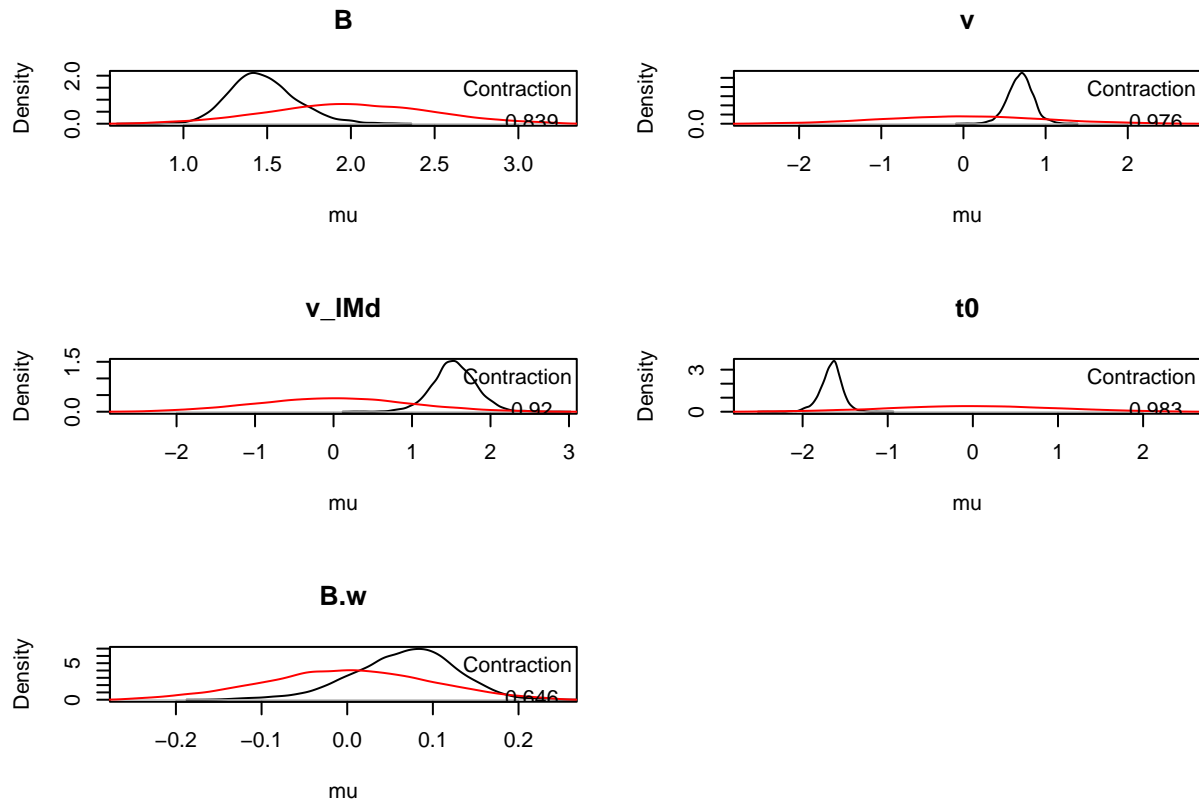 B
Density
0.0 2.0
Contraction
0.839
1.0 1.5 2.0 2.5 3.0
mu
v
Density
0.0
Contraction
0.976
−2 −1 0 1 2
mu
v_lMd
Density
0.0 1.5
Contraction
0.92
−2 −1 0 1 2 3
mu
t0
Density
0 3
Contraction
0.983
−2 −1 0 1 2
mu
B.w
Density
0 5
Contraction
0.646
−0.2 −0.1 0.0 0.1 0.2
mu